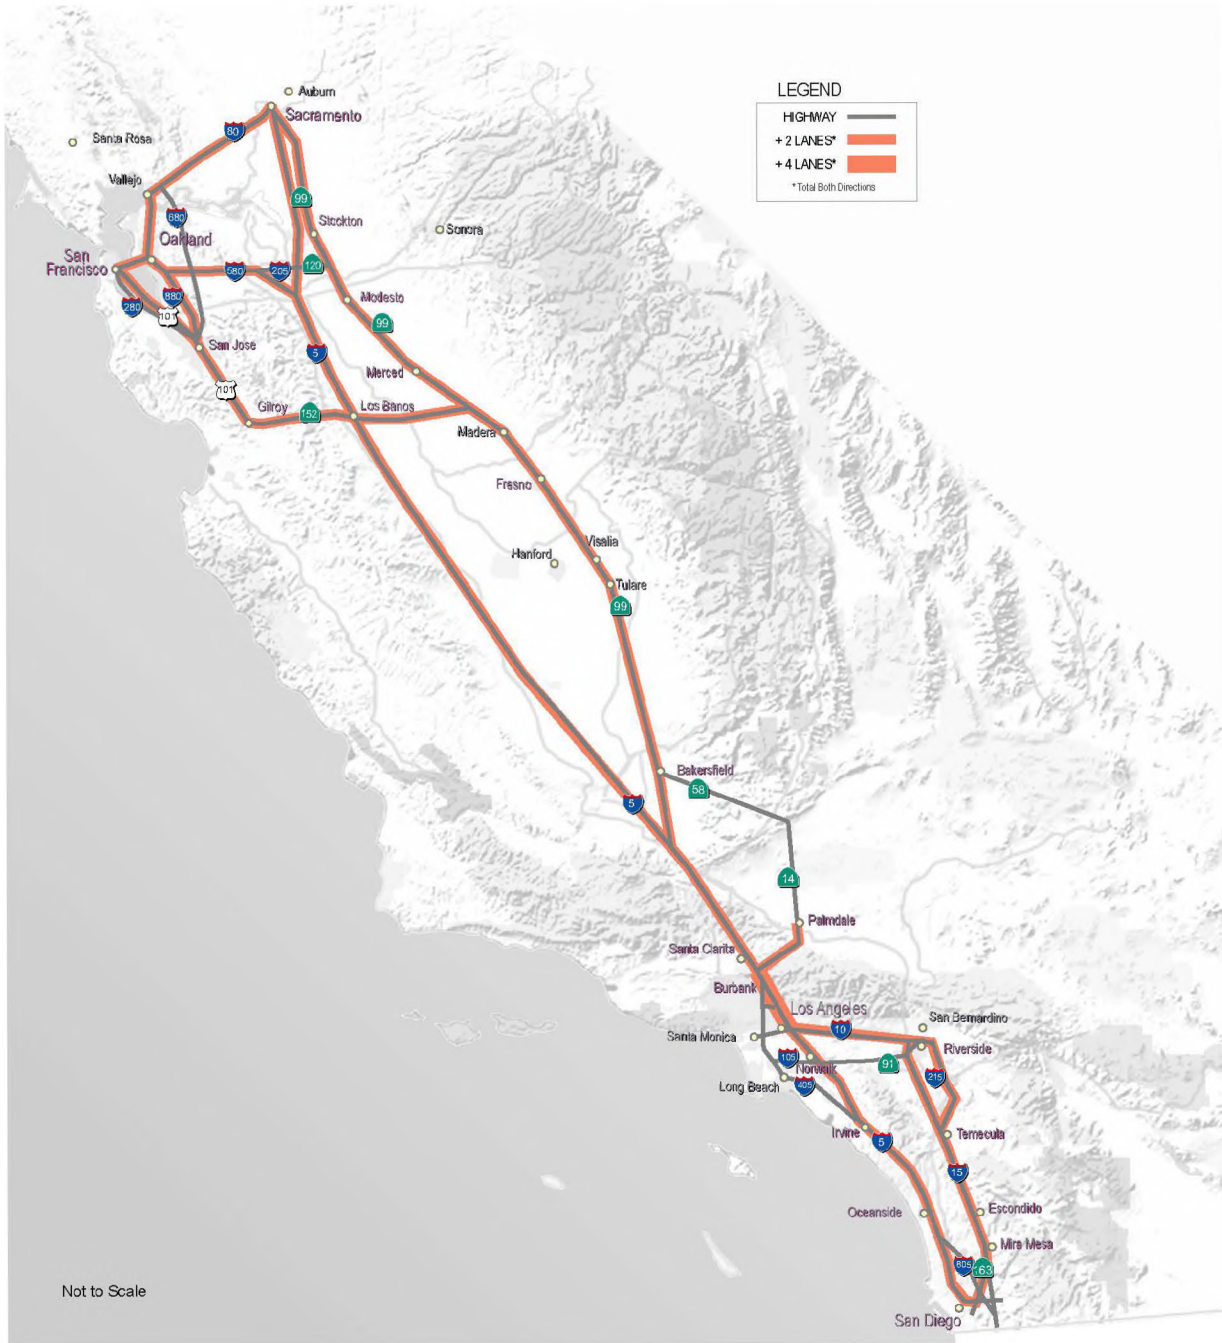 LEGEND
HIGHWAY
+ 2 LANES*
+ 4 LANES*
* Total Both Directions
Auburn
Sacramento
80
Santa Rosa
Vallejo
99
680
Stockton
Sonora
Oakland
San
Francisco
580
205
120
880
280
101
Modesto
99
San Jose
5
Merced
101
Gilroy
152
Los Banos
Madera
Fresno
Visalia
Hanford
Tulare
99
Bakersfield
58
5
14
Palmdale
Santa Clarita
Burbank
Los Angeles
San Bernardino
10
Santa Monica
Riverside
105
Norwalk
91
215
Long Beach
405
Irvine
5
Temecula
15
Oceanside
Escondido
Mira Mesa
805
163
Not to Scale
San Diego